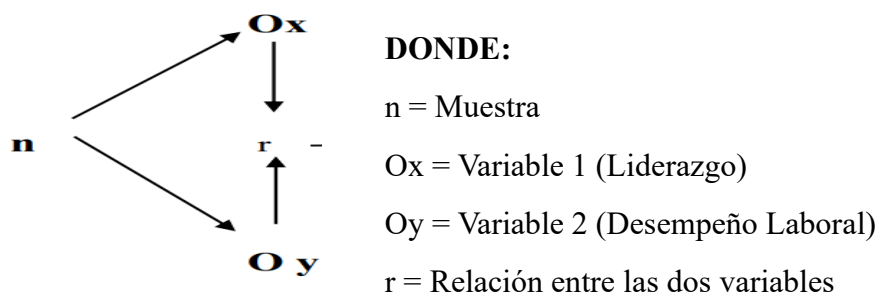 Ox
DONDE:
n = Muestra
n
r –
Ox = Variable 1 (Liderazgo)
Oy = Variable 2 (Desempeño Laboral)
O y
r = Relación entre las dos variables